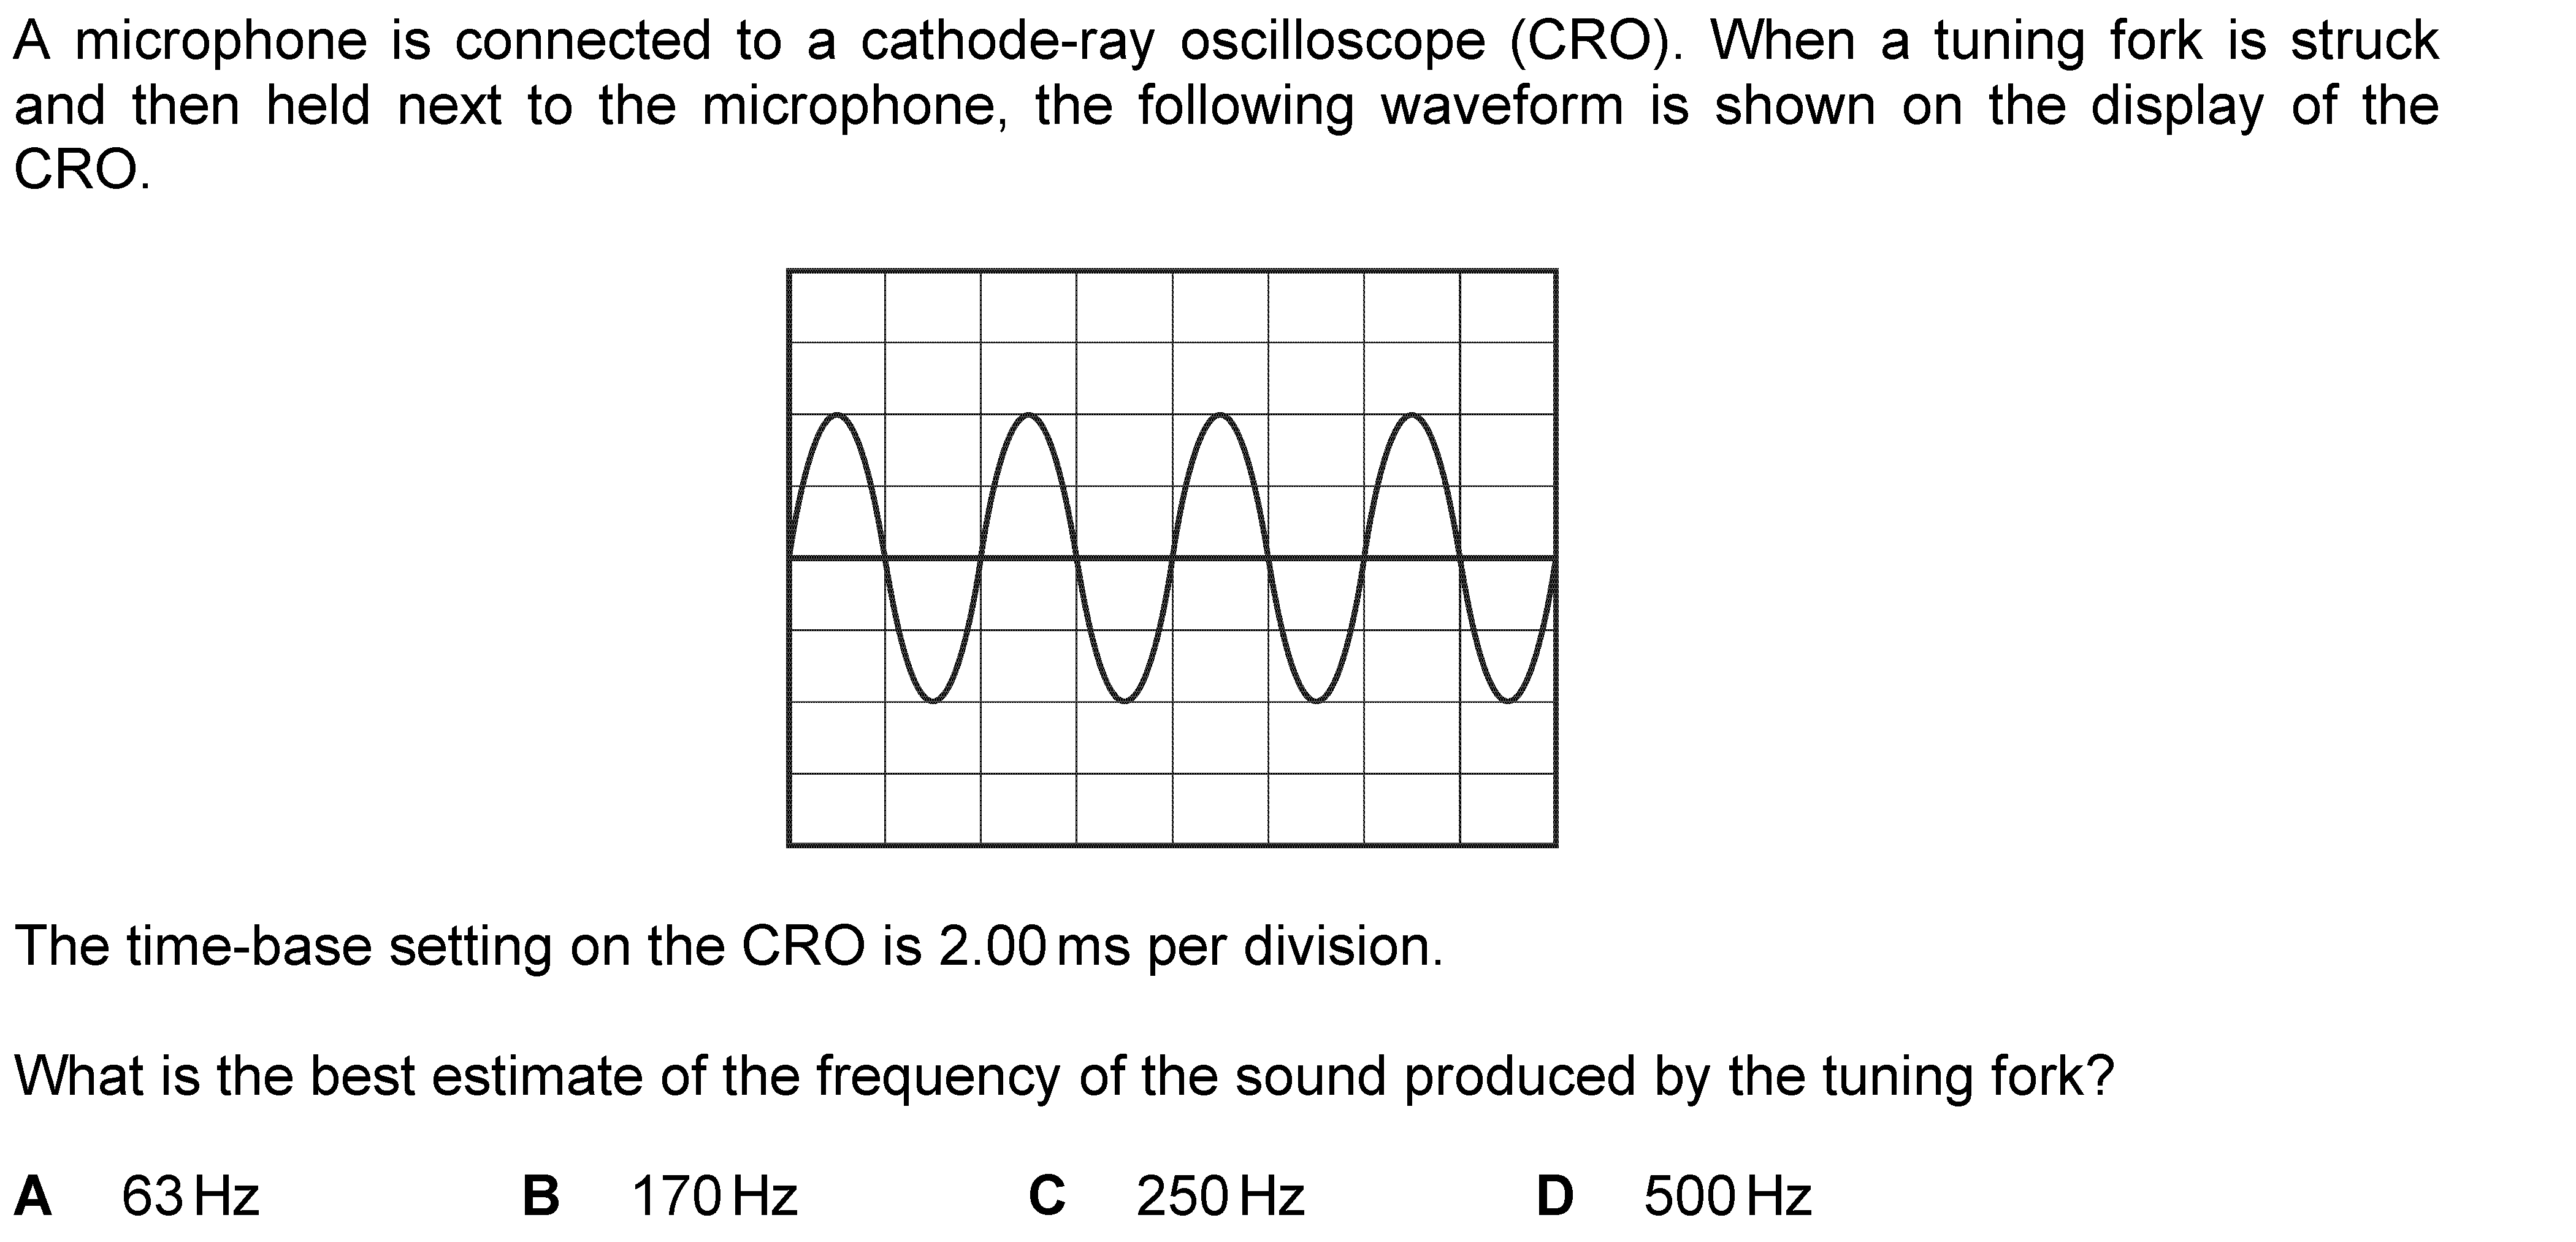 A microphone is connected to a cathode-ray oscilloscope (CRO). When a tuning fork is struck
and then held next to the microphone, the following waveform is shown on the display of the
CRO.
The time-base setting on the CRO is 2.00 ms per division.
What is the best estimate of the frequency of the sound produced by the tuning fork?
A 63 Hz B 170 Hz C 250 Hz D 500 Hz